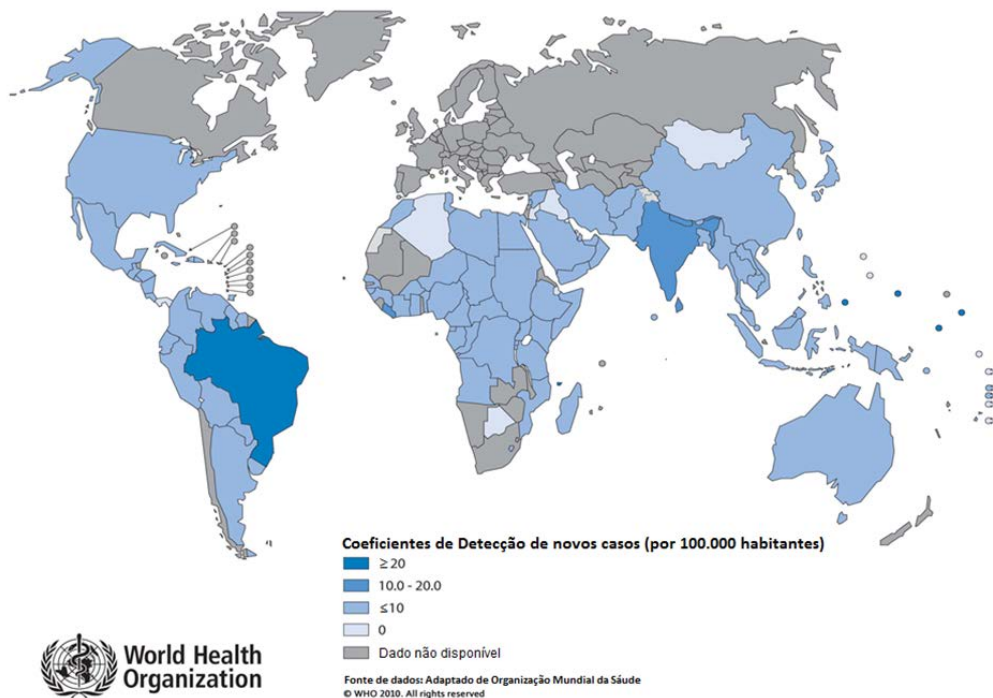 Coeficientes de Detecção de novos casos (por 100.000 habitantes)
≥ 20
10.0 - 20.0
≤10
0
Dado não disponível
World Health
Organization
Fonte de dados: Adaptado de Organização Mundial da Sáude
© WHO 2010. All rights reserved